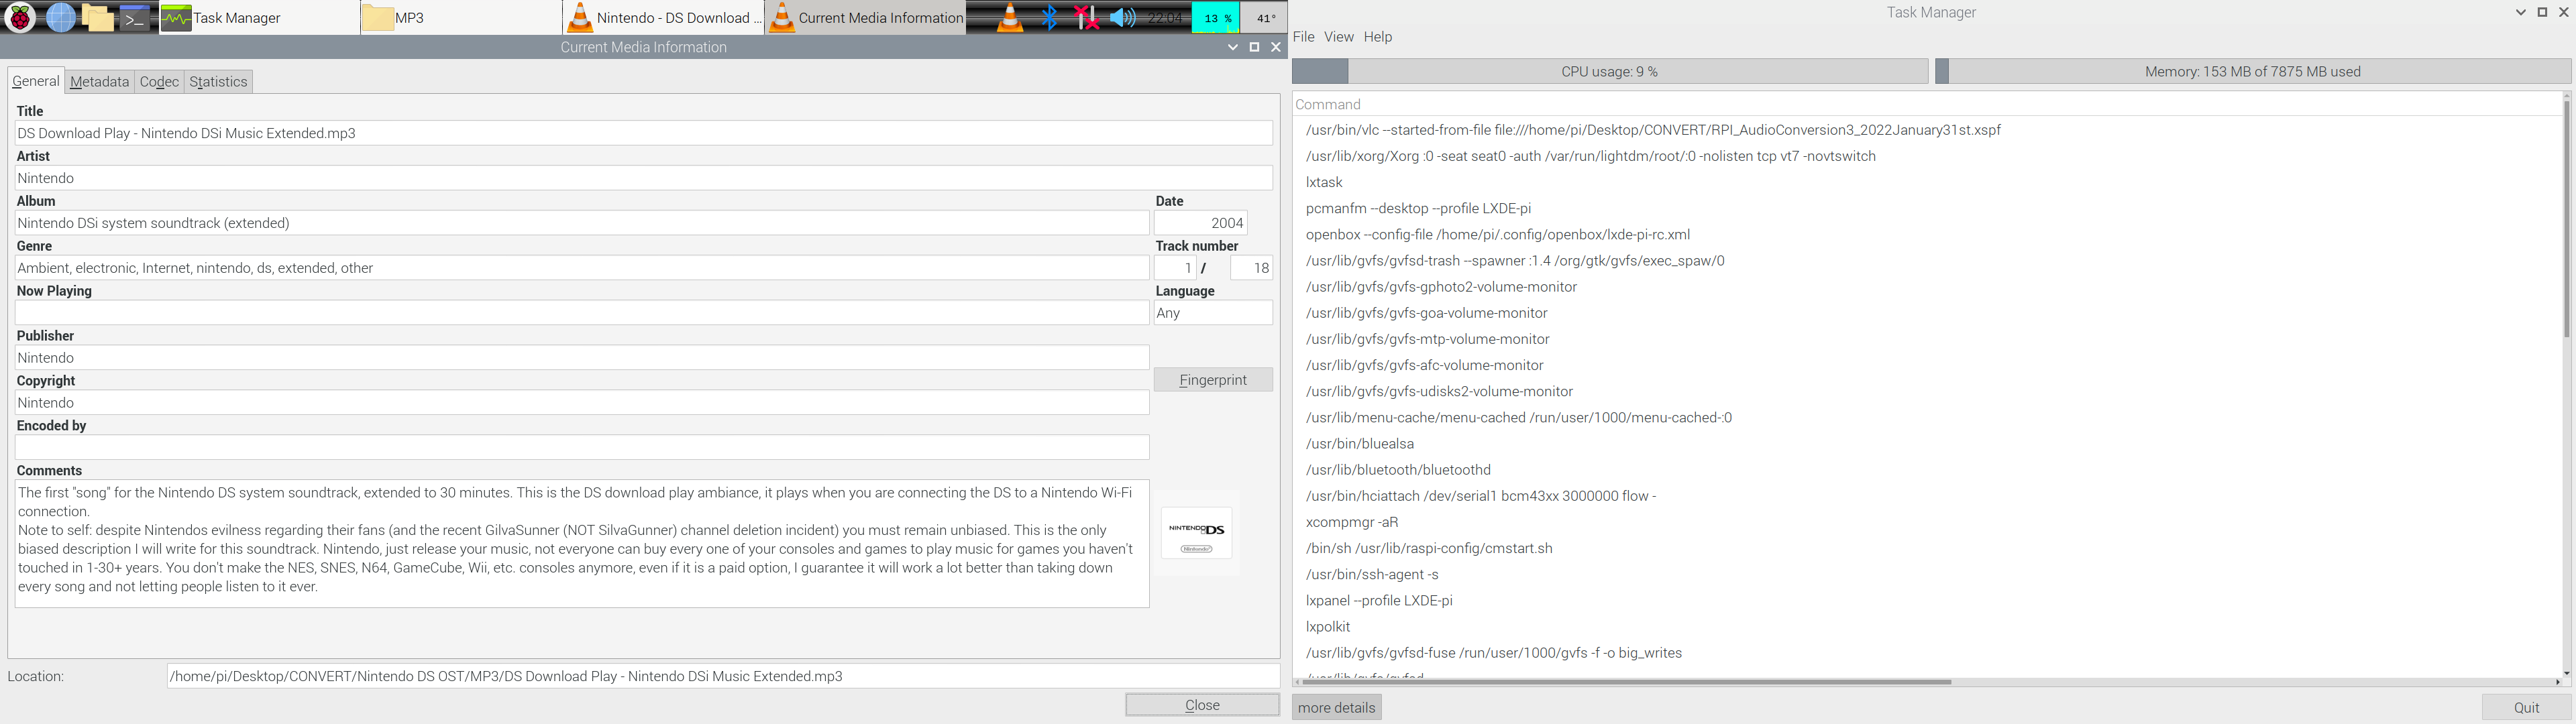 Task Manager
MP3
Nintendo - DS Download ...
Current Media Information
22:04
13 %
41°
Current Media Information
General Metadata Codec Statistics
Title
DS Download Play - Nintendo DSi Music Extended.mp3
Artist
Nintendo
Album Date
Nintendo DSi system soundtrack (extended) 2004
Genre Track number
Ambient, electronic, Internet, nintendo, ds, extended, other 1 / 18
Now Playing Language
Any
Publisher
Nintendo
Copyright Fingerprint
Nintendo
Encoded by
Comments
The first "song" for the Nintendo DS system soundtrack, extended to 30 minutes. This is the DS download play ambiance, it plays when you are connecting the DS to a Nintendo Wi-Fi
connection.
Note to self: despite Nintendos evilness regarding their fans (and the recent GilvaSunner (NOT SilvaGunner) channel deletion incident) you must remain unbiased. This is the only
biased description I will write for this soundtrack. Nintendo, just release your music, not everyone can buy every one of your consoles and games to play music for games you haven't
touched in 1-30+ years. You don't make the NES, SNES, N64, GameCube, Wii, etc. consoles anymore, even if it is a paid option, I guarantee it will work a lot better than taking down
every song and not letting people listen to it ever.
NINTENDO DS
Nintendo
Location: /home/pi/Desktop/CONVERT/Nintendo DS OST/MP3/DS Download Play - Nintendo DSi Music Extended.mp3
Close
Task Manager
File View Help
CPU usage: 9 % Memory: 153 MB of 7875 MB used
Command
/usr/bin/vlc --started-from-file file:///home/pi/Desktop/CONVERT/RPI_AudioConversion3_2022January31st.xspf
/usr/lib/xorg/Xorg :0 -seat seat0 -auth /var/run/lightdm/root/:0 -nolisten tcp vt7 -novtswitch
lxtask
pcmanfm --desktop --profile LXDE-pi
openbox --config-file /home/pi/.config/openbox/lxde-pi-rc.xml
/usr/lib/gvfs/gvfsd-trash --spawner :1.4 /org/gtk/gvfs/exec_spaw/0
/usr/lib/gvfs/gvfs-gphoto2-volume-monitor
/usr/lib/gvfs/gvfs-goa-volume-monitor
/usr/lib/gvfs/gvfs-mtp-volume-monitor
/usr/lib/gvfs/gvfs-afc-volume-monitor
/usr/lib/gvfs/gvfs-udisks2-volume-monitor
/usr/lib/menu-cache/menu-cached /run/user/1000/menu-cached-:0
/usr/bin/bluealsa
/usr/lib/bluetooth/bluetoothd
/usr/bin/hciattach /dev/serial1 bcm43xx 3000000 flow -
xcompmgr -aR
/bin/sh /usr/lib/raspi-config/cmstart.sh
/usr/bin/ssh-agent -s
lxpanel --profile LXDE-pi
lxpolkit
/usr/lib/gvfs/gvfsd-fuse /run/user/1000/gvfs -f -o big_writes
/usr/lib/gvfs/gvfsd
more details Quit